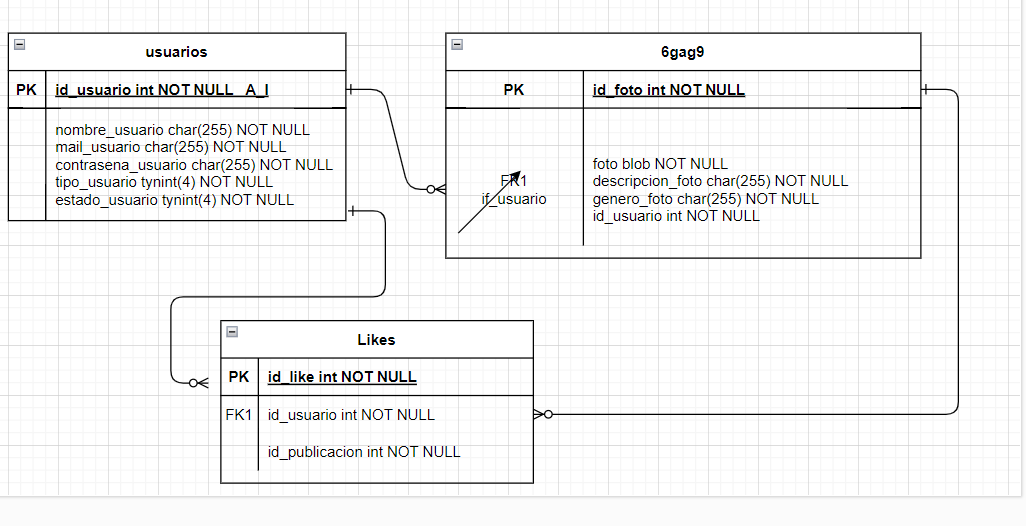 usuarios
PK
id_usuario int NOT NULL _A_I
nombre_usuario char(255) NOT NULL
mail_usuario char(255) NOT NULL
contrasena_usuario char(255) NOT NULL
tipo_usuario tynint(4) NOT NULL
estado_usuario tynint(4) NOT NULL
6gag9
PK
id_foto int NOT NULL
FK1
if_usuario
foto blob NOT NULL
descripcion_foto char(255) NOT NULL
genero_foto char(255) NOT NULL
id_usuario int NOT NULL
Likes
PK
id_like int NOT NULL
FK1
id_usuario int NOT NULL
id_publicacion int NOT NULL